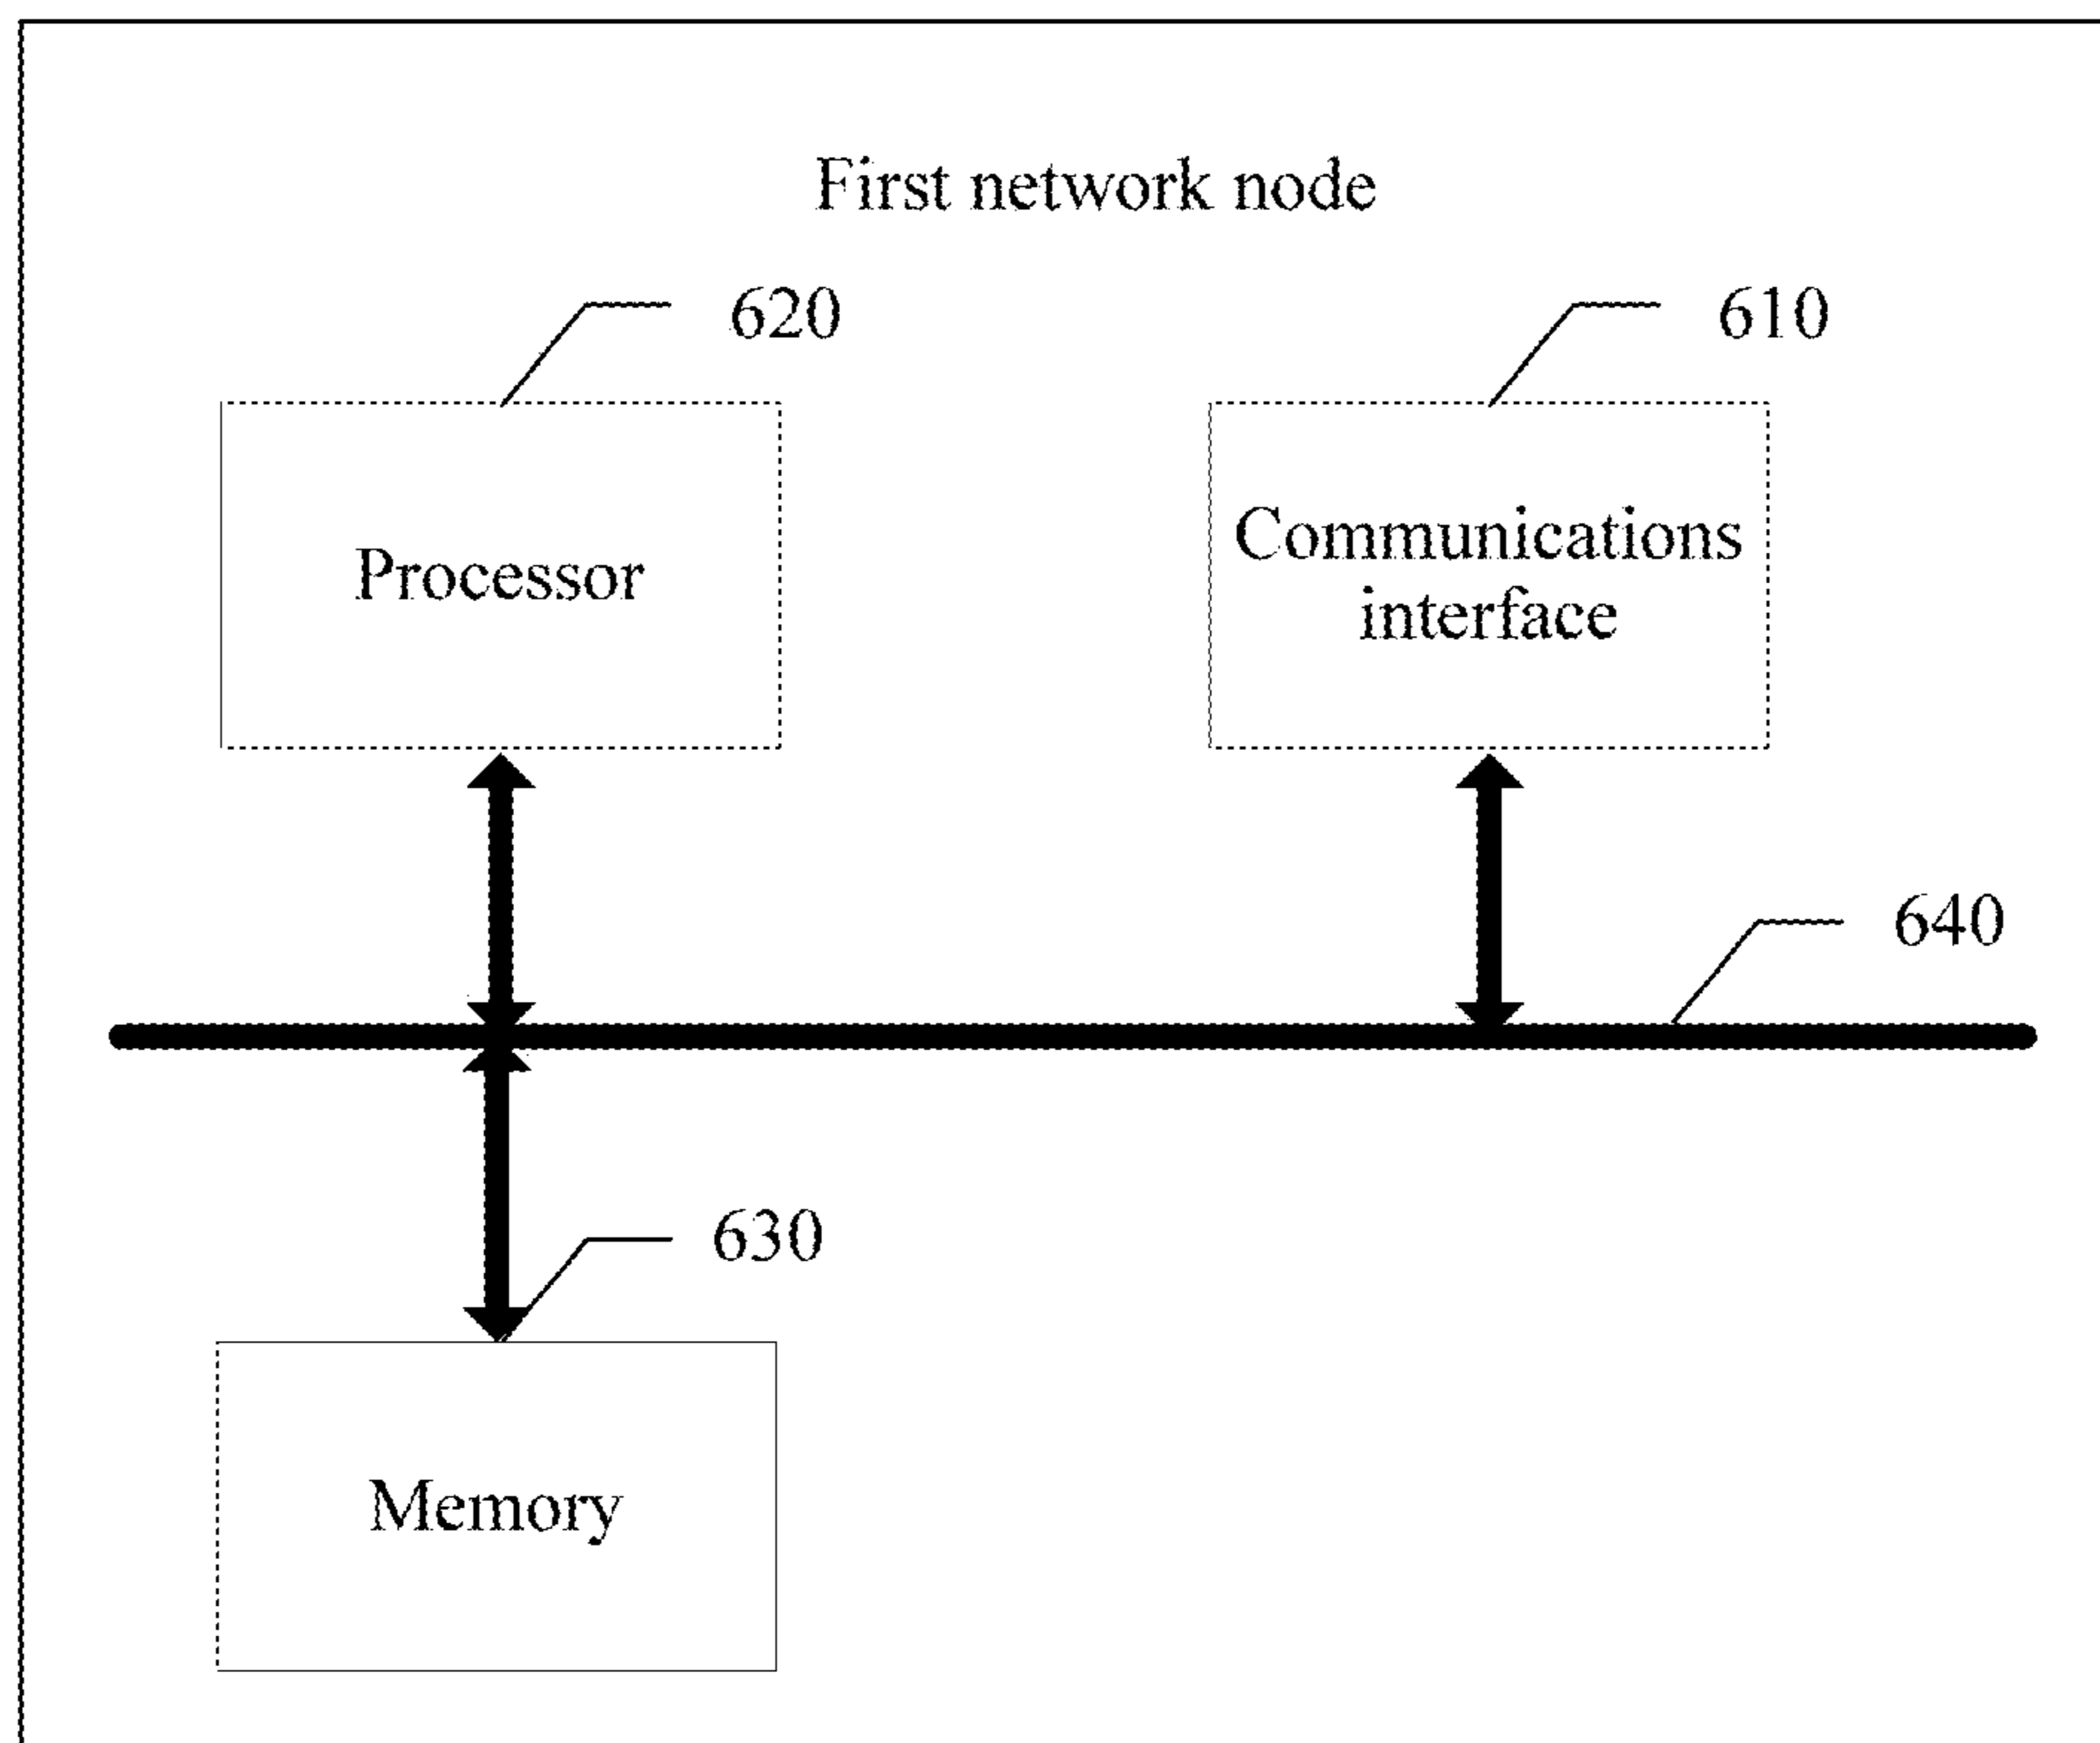 First network node
620
610
Processor
Communications
interface
640
630
Memory